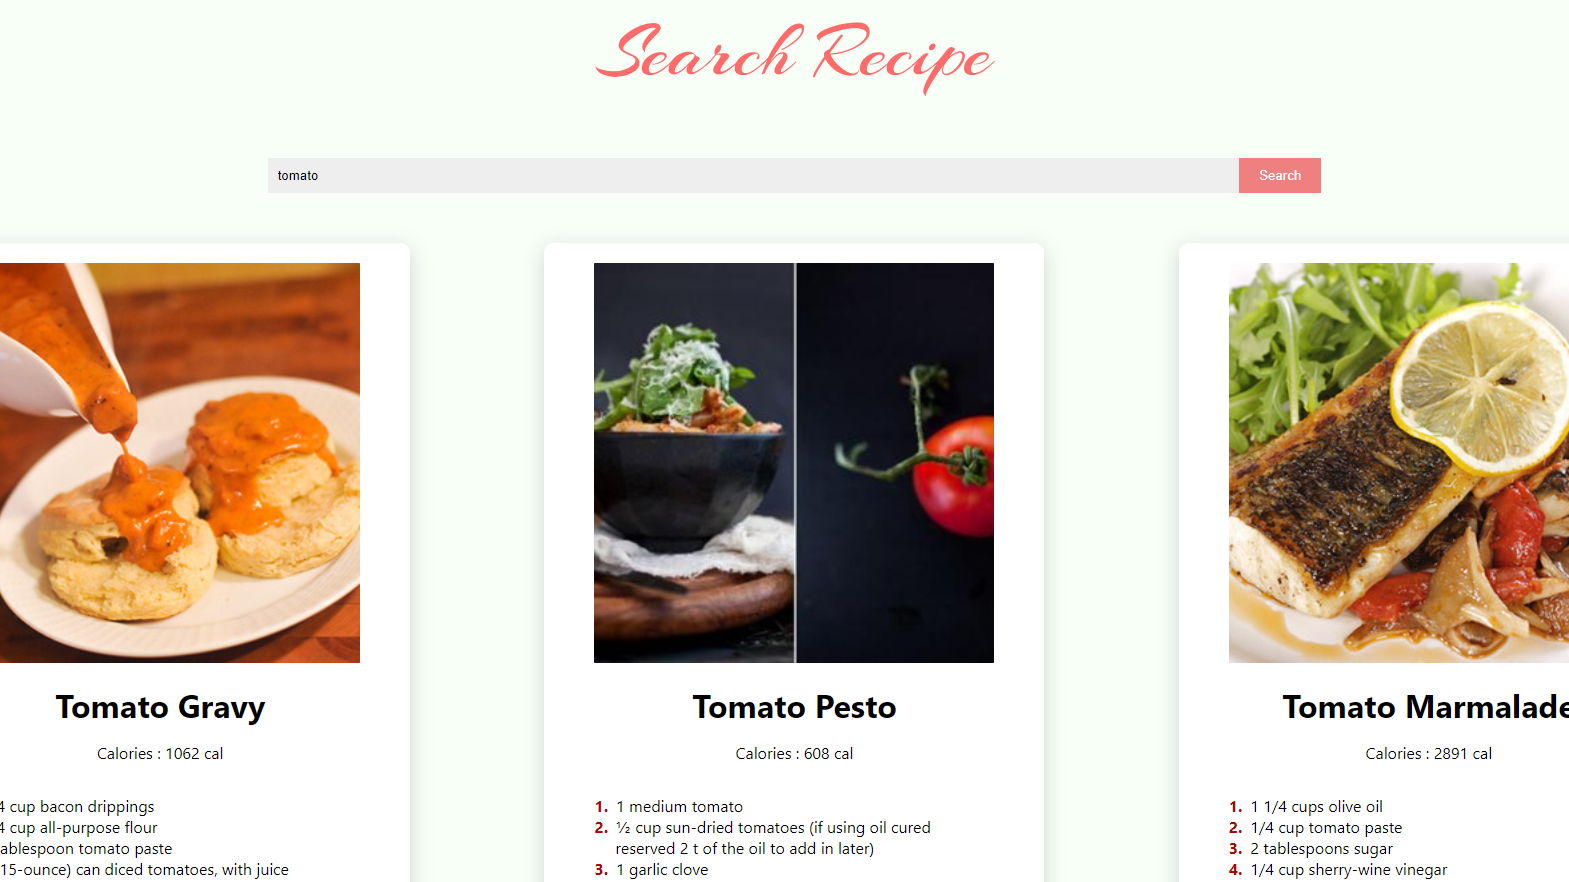 Search Recipe
tomato
Search
Tomato Gravy
Calories : 1062 cal
4 cup bacon drippings
4 cup all-purpose flour
ablespoon tomato paste
15-ounce) can diced tomatoes, with juice
Tomato Pesto
Calories : 608 cal
1. 1 medium tomato
2. ½ cup sun-dried tomatoes (if using oil cured
reserved 2 t of the oil to add in later)
3. 1 garlic clove
Tomato Marmalade
Calories : 2891 cal
1. 1 1/4 cups olive oil
2. 1/4 cup tomato paste
3. 2 tablespoons sugar
4. 1/4 cup sherry-wine vinegar